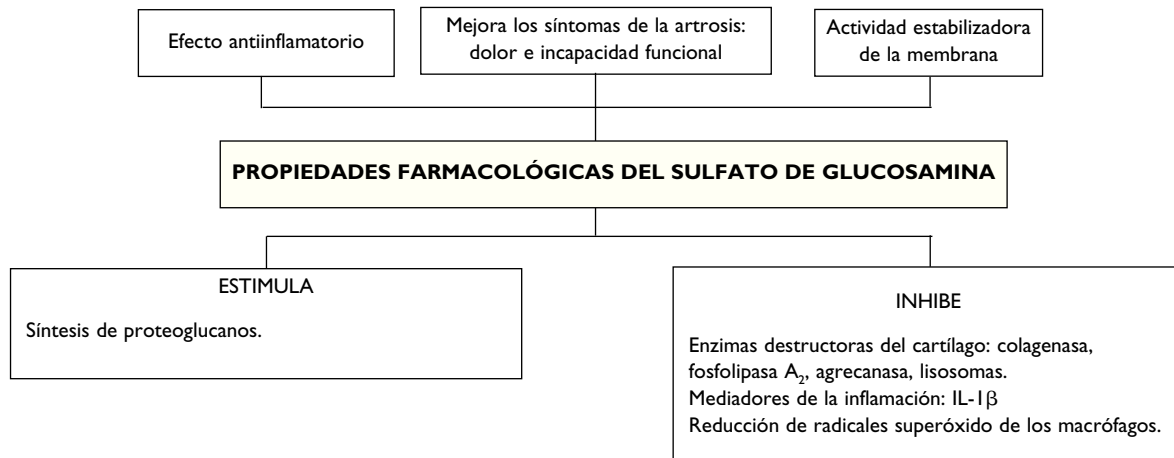 Efecto antiinflamatorio
Mejora los síntomas de la artrosis:
dolor e incapacidad funcional
Actividad estabilizadora
de la membrana
PROPIEDADES FARMACOLÓGICAS DEL SULFATO DE GLUCOSAMINA
ESTIMULA
Síntesis de proteoglucanos.
INHIBE
Enzimas destructoras del cartílago: colagenasa,
fosfolipasa A₂, agrecanasa, lisosomas.
Mediadores de la inflamación: IL-1β
Reducción de radicales superóxido de los macrófagos.